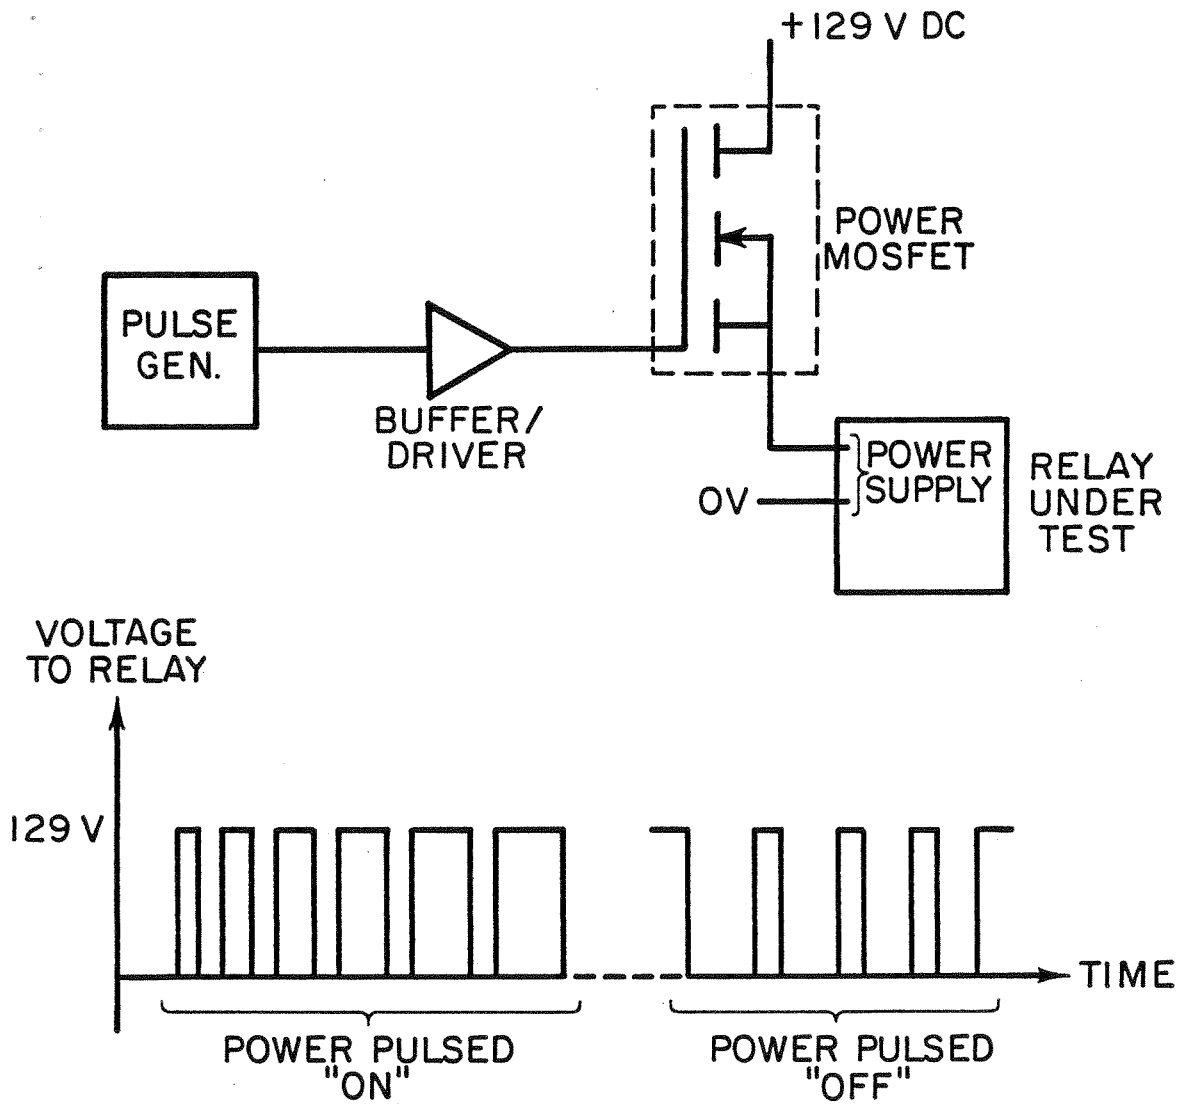 +129 V DC
POWER
MOSFET
PULSE
GEN.
BUFFER/
DRIVER
POWER
SUPPLY
0V
RELAY
UNDER
TEST
VOLTAGE
TO RELAY
129 V
TIME
POWER PULSED
"ON"
POWER PULSED
"OFF"